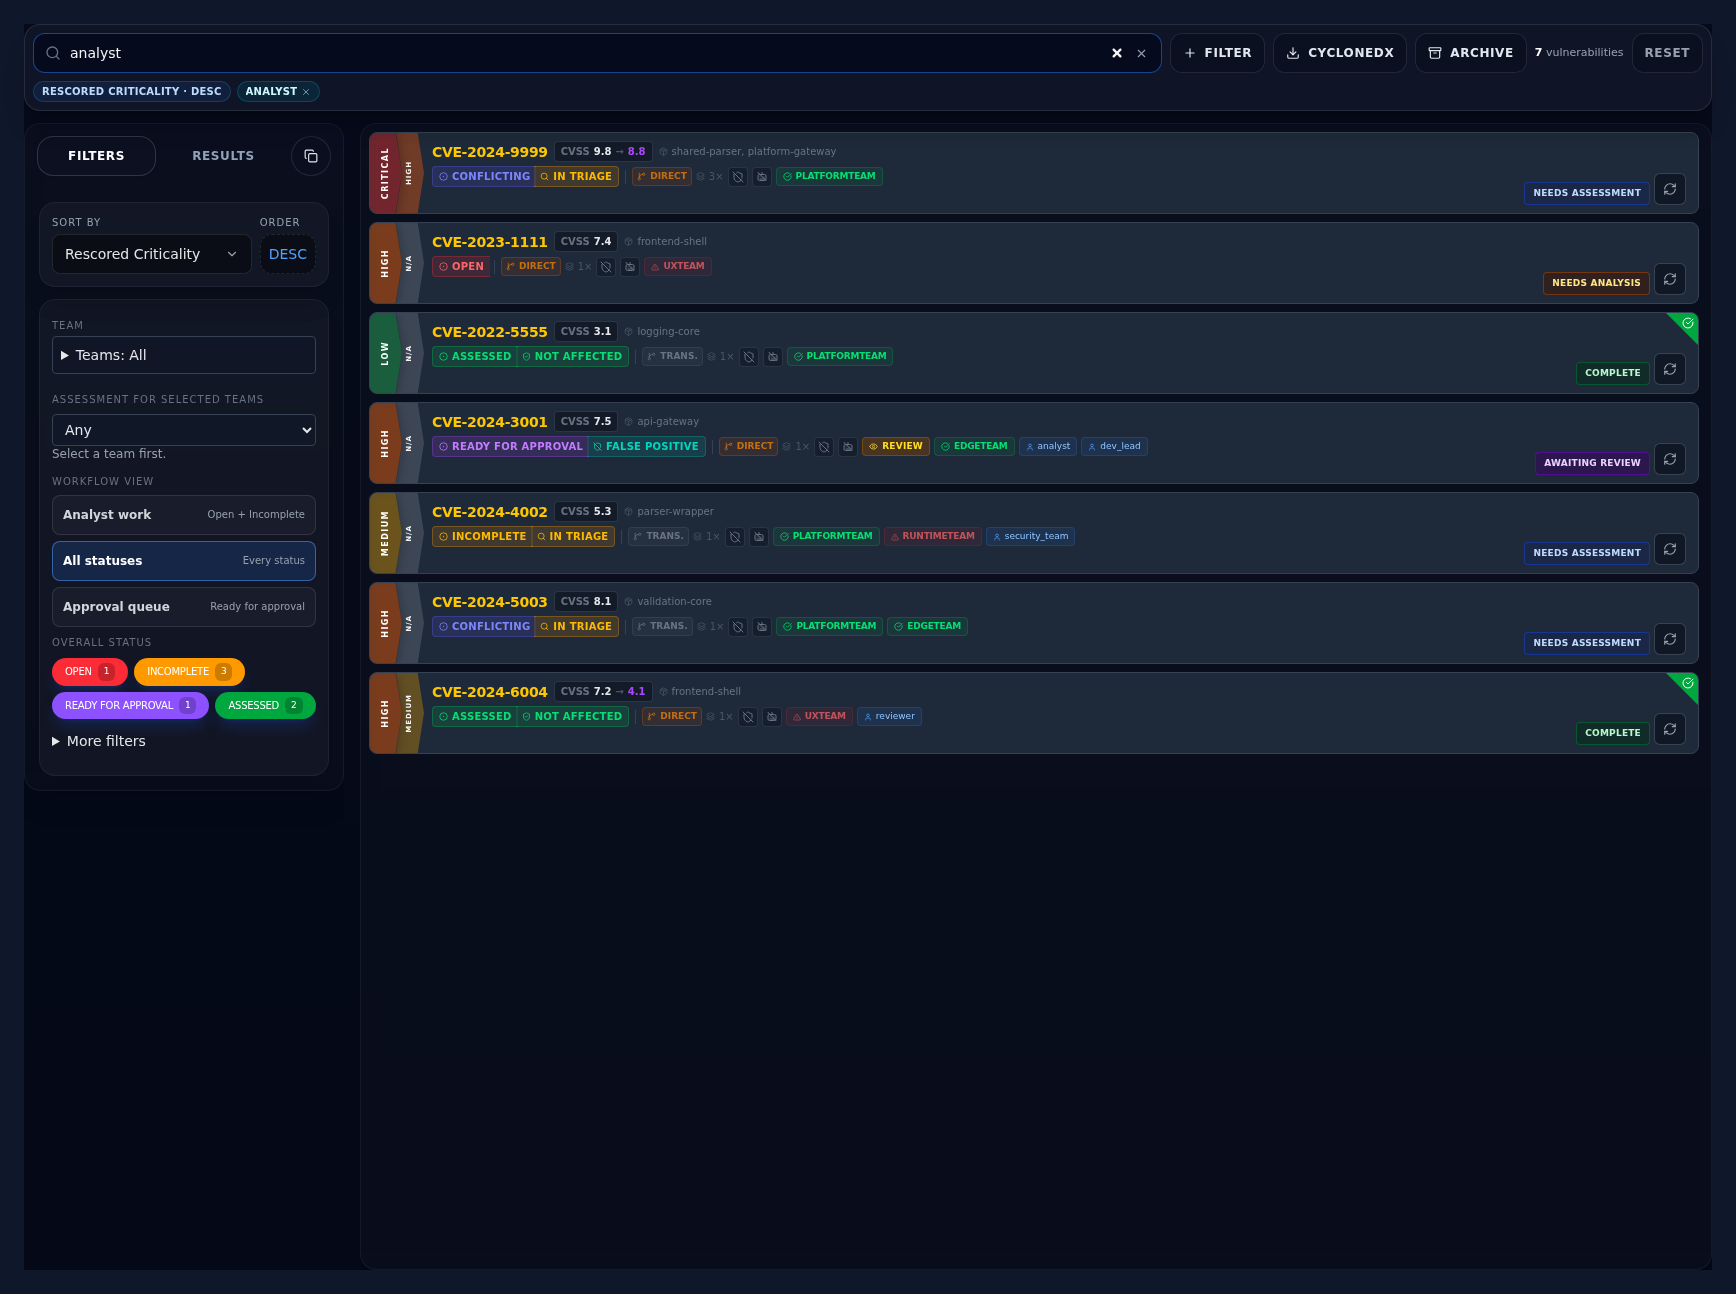 analyst
+ FILTER
CYCLONEDX
ARCHIVE
7 vulnerabilities
RESET
RESCORED CRITICALITY · DESC
ANALYST ×
FILTERS
RESULTS
SORT BY
ORDER
Rescored Criticality
DESC
TEAM
Teams: All
ASSESSMENT FOR SELECTED TEAMS
Any
Select a team first.
WORKFLOW VIEW
Analyst work Open + Incomplete
All statuses Every status
Approval queue Ready for approval
OVERALL STATUS
OPEN 1 INCOMPLETE 3
READY FOR APPROVAL 1 ASSESSED 2
More filters
CRITICAL
HIGH
CVE-2024-9999 CVSS 9.8 → 8.8 shared-parser, platform-gateway
CONFLICTING IN TRIAGE DIRECT 3× PLATFORMTEAM
NEEDS ASSESSMENT
HIGH
N/A
CVE-2023-1111 CVSS 7.4 frontend-shell
OPEN DIRECT 1× UXTEAM
NEEDS ANALYSIS
LOW
N/A
CVE-2022-5555 CVSS 3.1 logging-core
ASSESSED NOT AFFECTED TRANS. 1× PLATFORMTEAM
COMPLETE
HIGH
N/A
CVE-2024-3001 CVSS 7.5 api-gateway
READY FOR APPROVAL FALSE POSITIVE DIRECT 1× REVIEW EDGETEAM analyst dev_lead
AWAITING REVIEW
MEDIUM
N/A
CVE-2024-4002 CVSS 5.3 parser-wrapper
INCOMPLETE IN TRIAGE TRANS. 1× PLATFORMTEAM RUNTIMETEAM security_team
NEEDS ASSESSMENT
HIGH
N/A
CVE-2024-5003 CVSS 8.1 validation-core
CONFLICTING IN TRIAGE TRANS. 1× PLATFORMTEAM EDGETEAM
NEEDS ASSESSMENT
HIGH
MEDIUM
CVE-2024-6004 CVSS 7.2 → 4.1 frontend-shell
ASSESSED NOT AFFECTED DIRECT 1× UXTEAM reviewer
COMPLETE